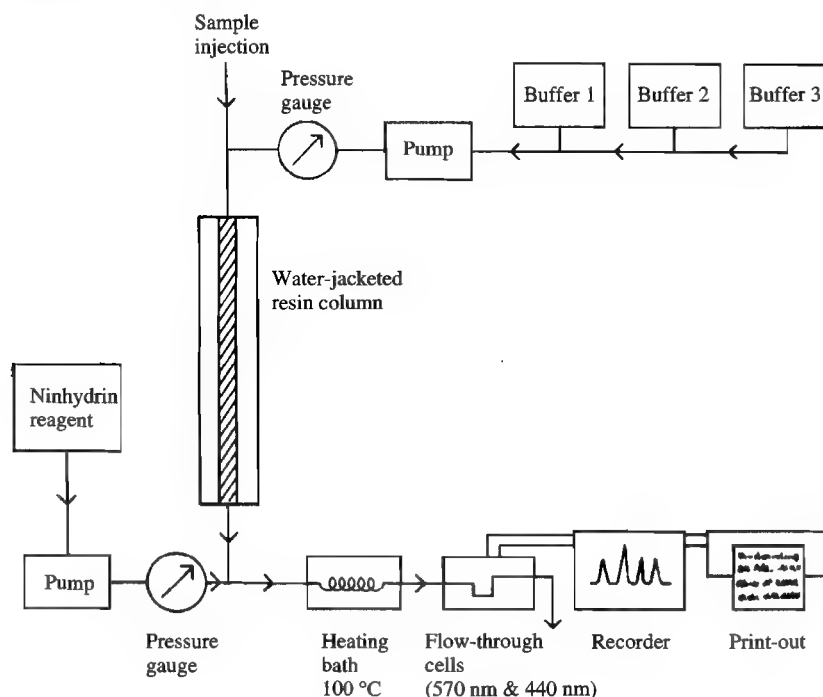 Sample
injection
Pressure
gauge
Buffer 1
Buffer 2
Buffer 3
Pump
Water-jacketed
resin column
Ninhydrin
reagent
Pump
Pressure
gauge
Heating
bath
100 °C
Flow-through
cells
(570 nm & 440 nm)
Recorder
Print-out